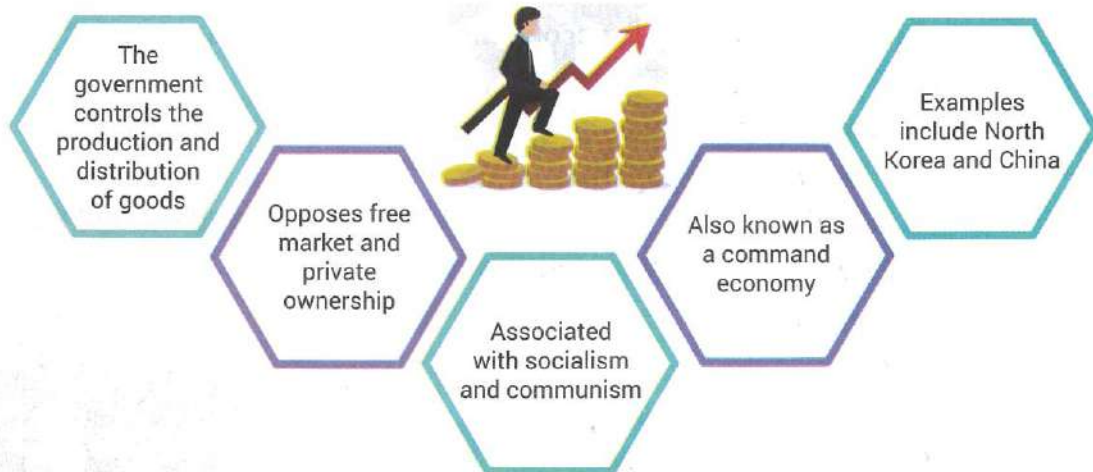 The
government
controls the
production and
distribution
of goods
Opposes free
market and
private
ownership
Associated
with socialism
and communism
Also known as
a command
economy
Examples
include North
Korea and China